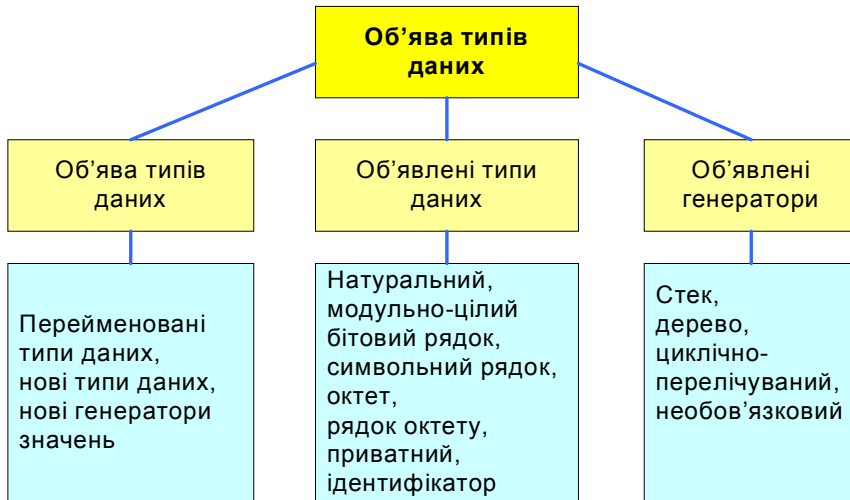 Об’ява типів
даних
Об’ява типів
даних
Об’явлені типи
даних
Об’явлені
генератори
Перейменовані
типи даних,
нові типи даних,
нові генератори
значень
Натуральний,
модульно-цілий
бітовий рядок,
символьний рядок,
октет,
рядок октету,
приватний,
ідентифікатор
Стек,
дерево,
циклічно-
перелічуваний,
необов’язковий